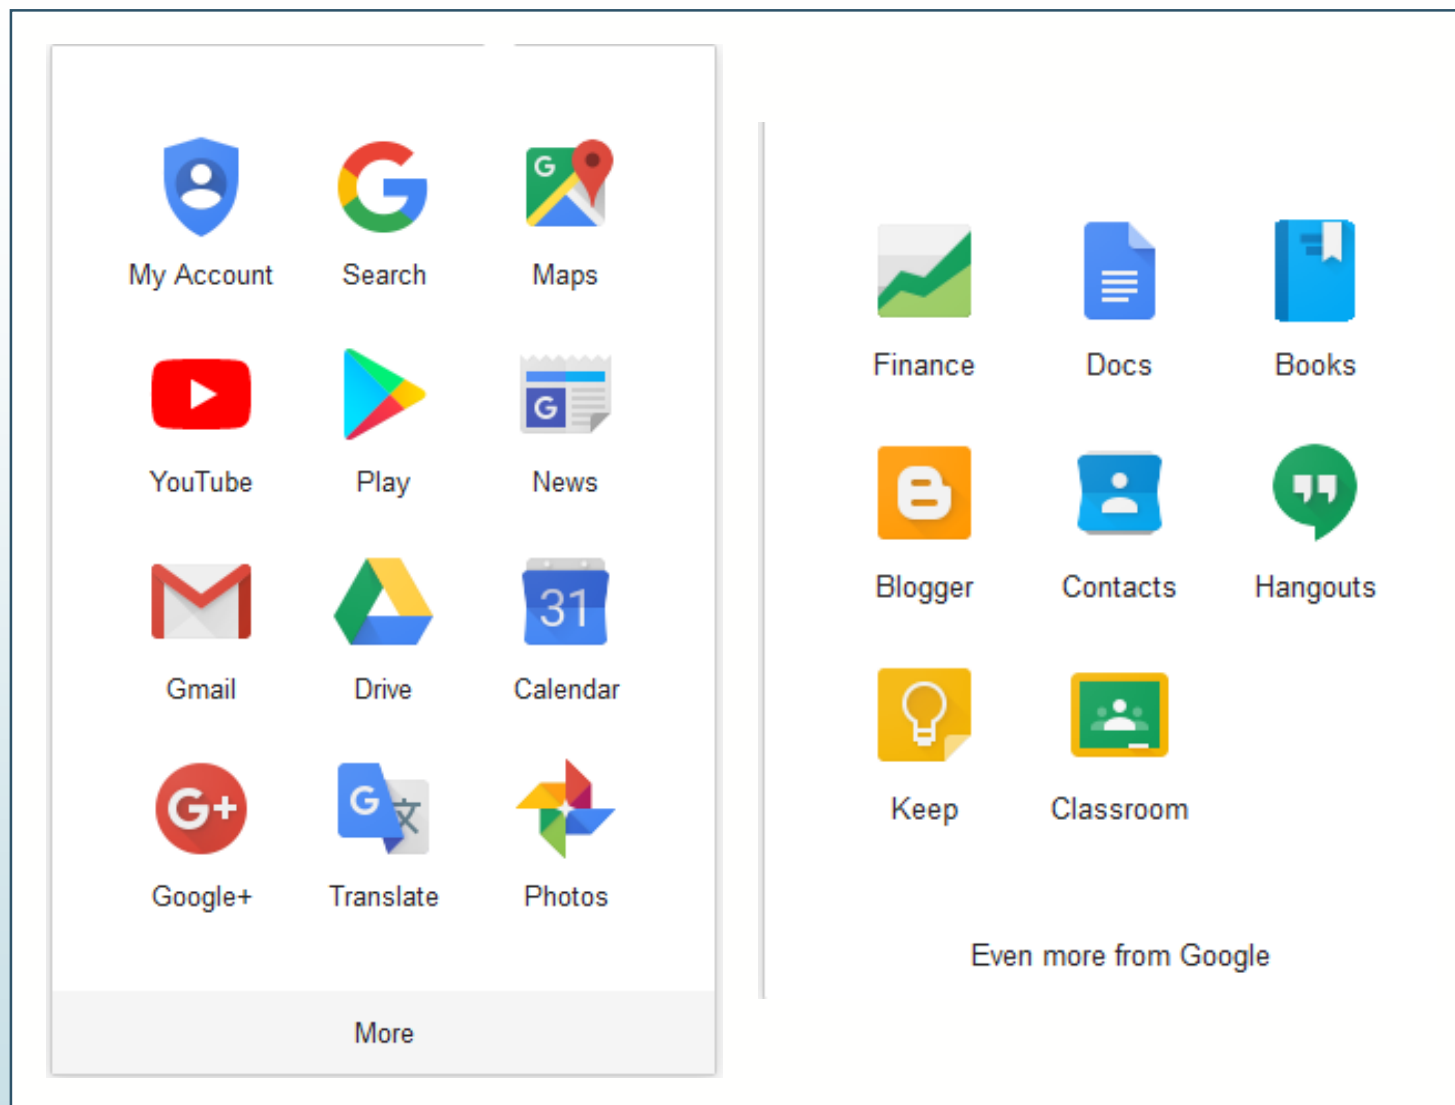 My Account Search Maps
YouTube Play News
G
Gmail Drive Calendar
31
Google+ Translate Photos
G+
G 文
More
Finance Docs Books
Blogger Contacts Hangouts
Keep Classroom
Even more from Google